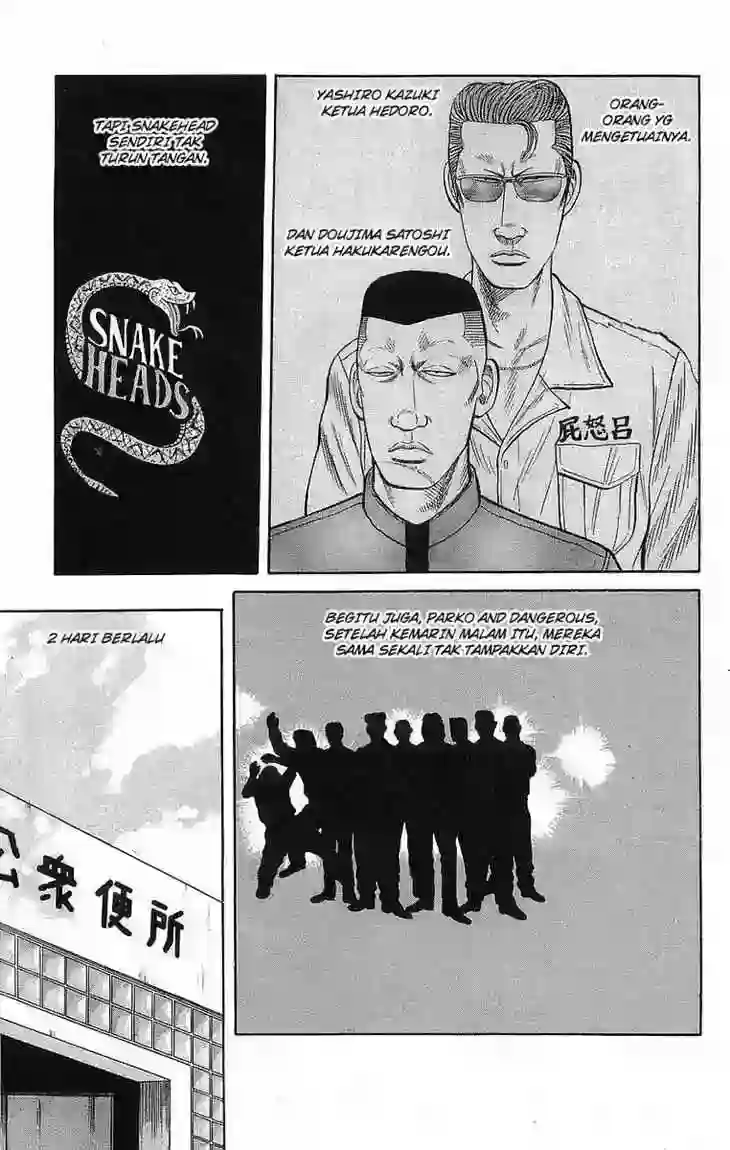 ORANG-
ORANG YG
MENGETUAINYA.
YASHIRO KAZUKI
KETUA HEDORO.
DAN DOUJIMA SATOSHI
KETUA HAKUKARENGOU.
屁怒呂
TAPI SNAKEHEAD
SENDIRI TAK
TURUN TANGAN.
SNAKE
HEADS
BEGITU JUGA, PARKO AND DANGEROUS,
SETELAH KEMARIN MALAM ITU, MEREKA
SAMA SEKALI TAK TAMPAKKAN DIRI.
2 HARI BERLALU
公衆便所